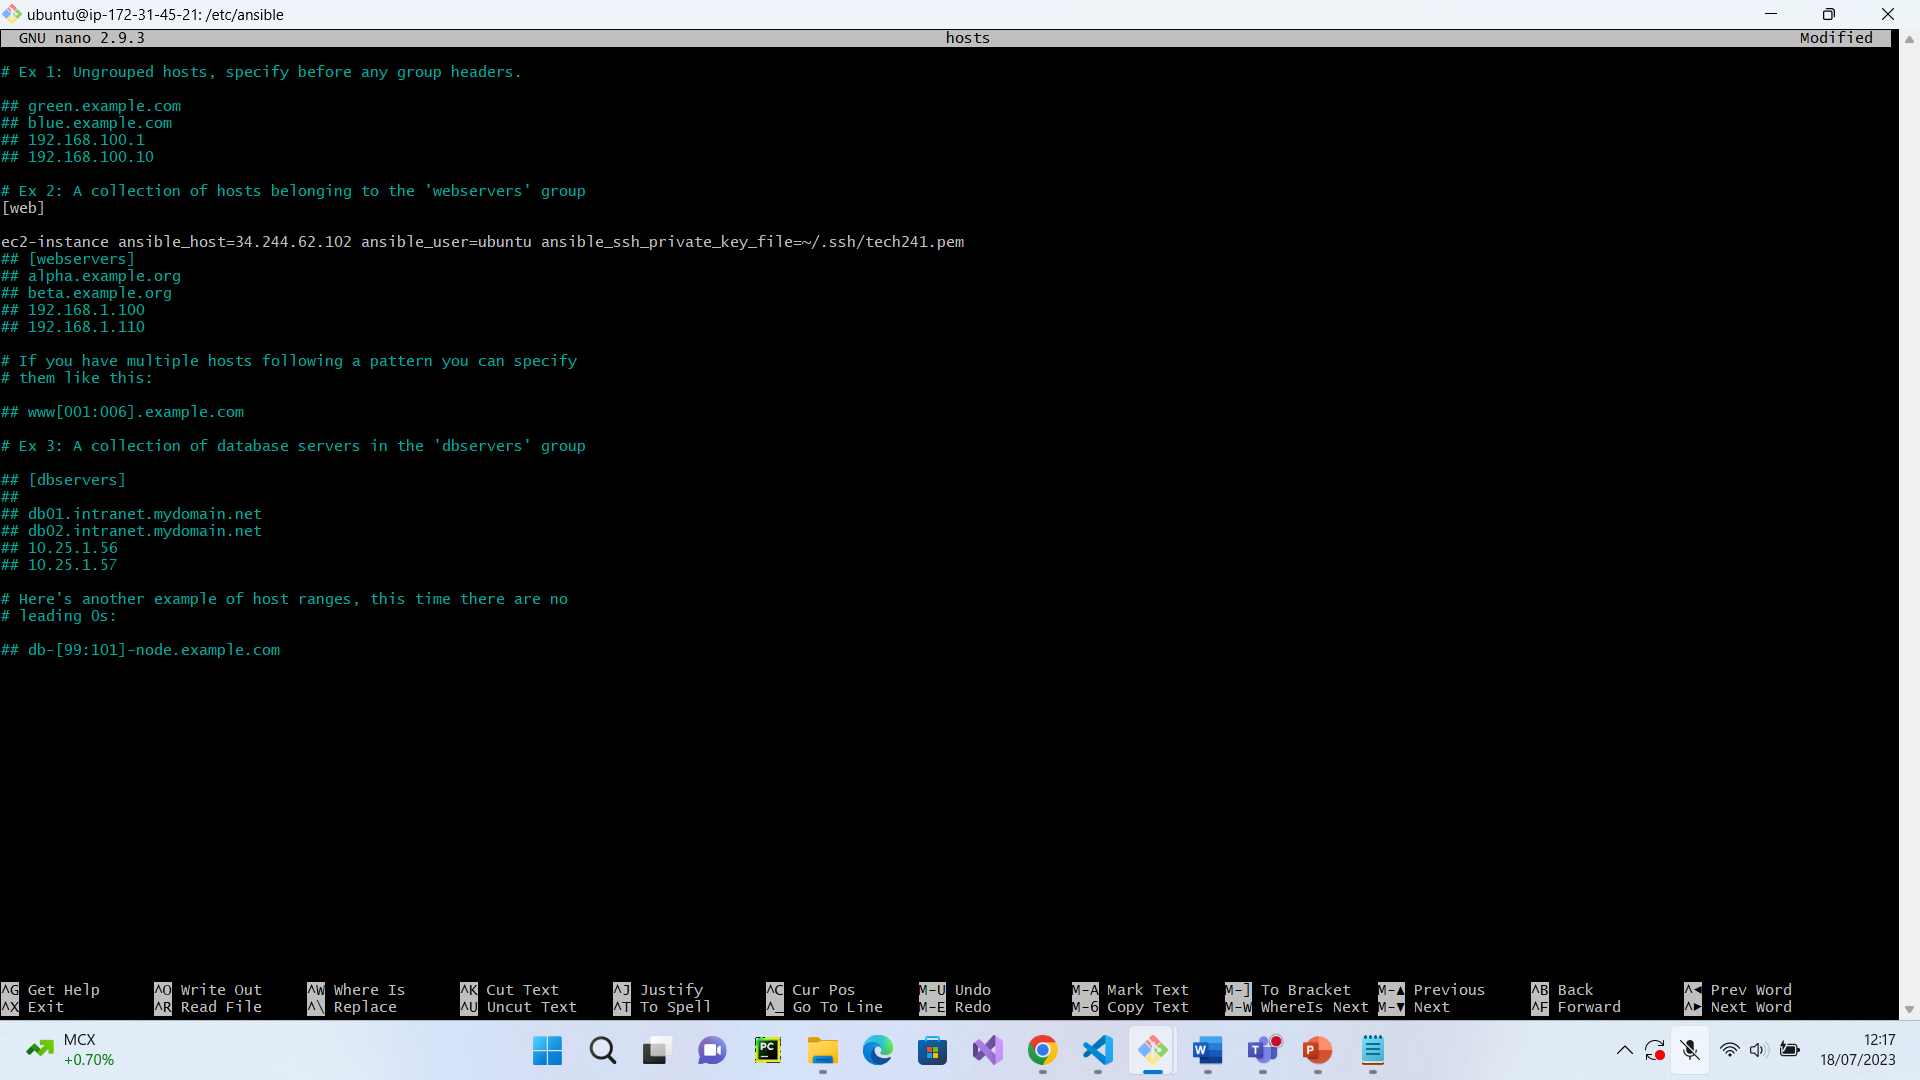 ubuntu@ip-172-31-45-21: /etc/ansible
GNU nano 2.9.3 hosts Modified
# Ex 1: Ungrouped hosts, specify before any group headers.
## green.example.com
## blue.example.com
## 192.168.100.1
## 192.168.100.10
# Ex 2: A collection of hosts belonging to the 'webservers' group
[web]
ec2-instance ansible_host=34.244.62.102 ansible_user=ubuntu ansible_ssh_private_key_file=~/.ssh/tech241.pem
## [webservers]
## alpha.example.org
## beta.example.org
## 192.168.1.100
## 192.168.1.110
# If you have multiple hosts following a pattern you can specify
# them like this:
## www[001:006].example.com
# Ex 3: A collection of database servers in the 'dbservers' group
## [dbservers]
##
## db01.intranet.mydomain.net
## db02.intranet.mydomain.net
## 10.25.1.56
## 10.25.1.57
# Here's another example of host ranges, this time there are no
# leading 0s:
## db-[99:101]-node.example.com
^G Get Help ^O Write Out ^W Where Is ^K Cut Text ^J Justify ^C Cur Pos M-U Undo M-A Mark Text M-] To Bracket M-▲ Previous ^B Back ^◄ Prev Word
^X Exit ^R Read File ^\ Replace ^U Uncut Text ^T To Spell ^_ Go To Line M-E Redo M-6 Copy Text M-W WhereIs Next M-▼ Next ^F Forward ^► Next Word
MCX
+0.70%
PC
W
T
P
12:17
18/07/2023